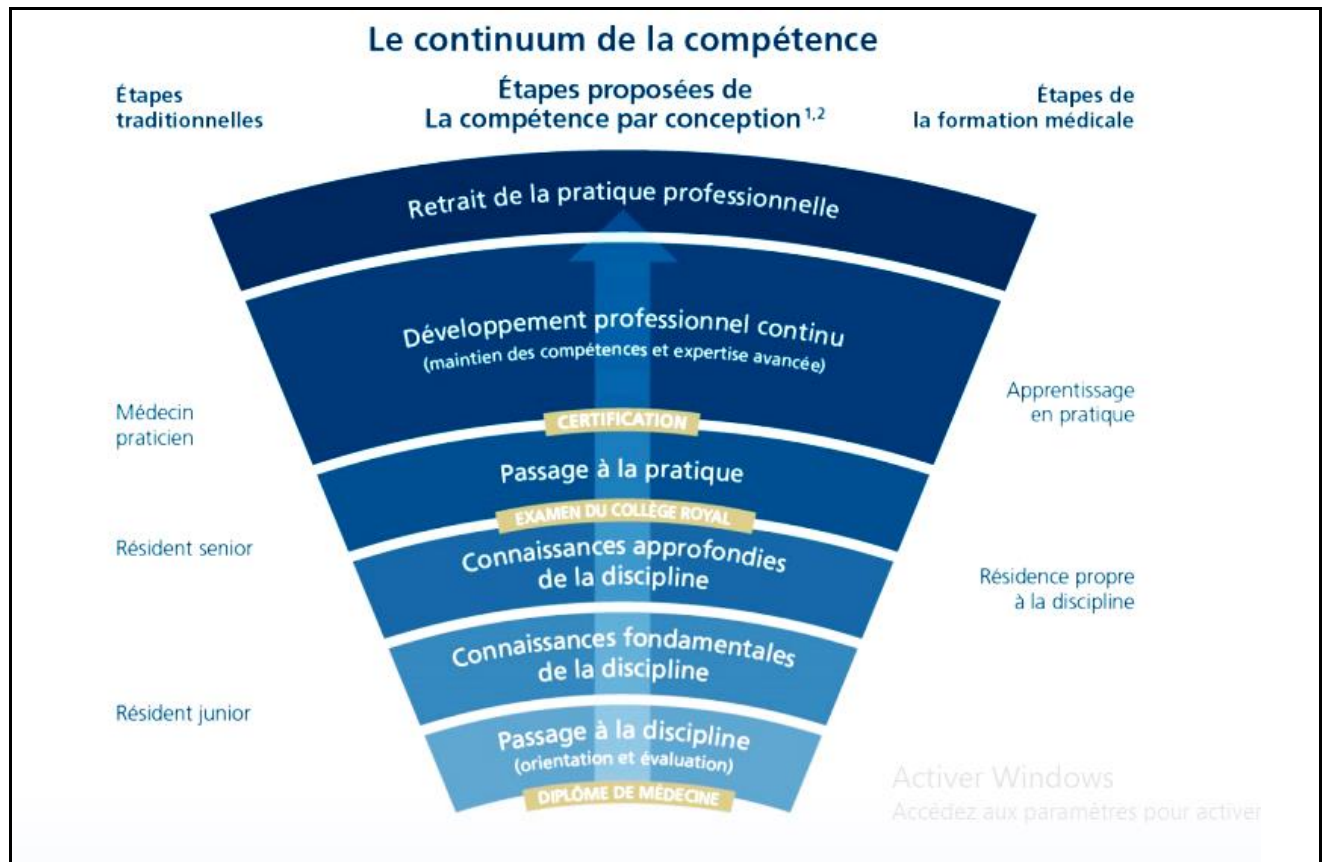 Le continuum de la compétence
Étapes
traditionnelles
Étapes proposées de
La compétence par conception1,2
Étapes de
la formation médicale
Retrait de la pratique professionnelle
Développement professionnel continu
(maintien des compétences et expertise avancée)
Apprentissage
en pratique
Médecin
praticien
CERTIFICATION
Passage à la pratique
EXAMEN DU COLLÈGE ROYAL
Résident senior
Connaissances approfondies
de la discipline
Résidence propre
à la discipline
Connaissances fondamentales
de la discipline
Résident junior
Passage à la discipline
(orientation et évaluation)
DIPLÔME DE MÉDECINE
Activer Windows
Accédez aux paramètres pour activer